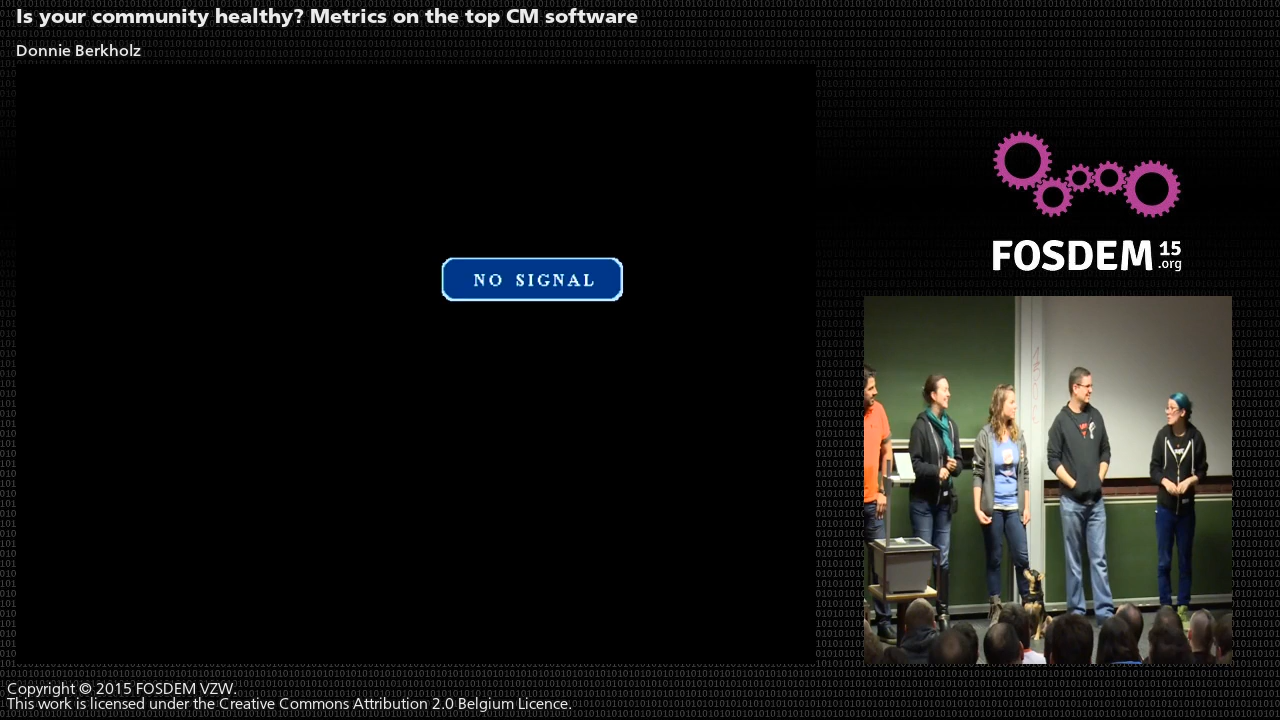 Is your community healthy? Metrics on the top CM software
Donnie Berkholz
NO SIGNAL
FOSDEM 15
.org
Copyright © 2015 FOSDEM VZW.
This work is licensed under the Creative Commons Attribution 2.0 Belgium Licence.